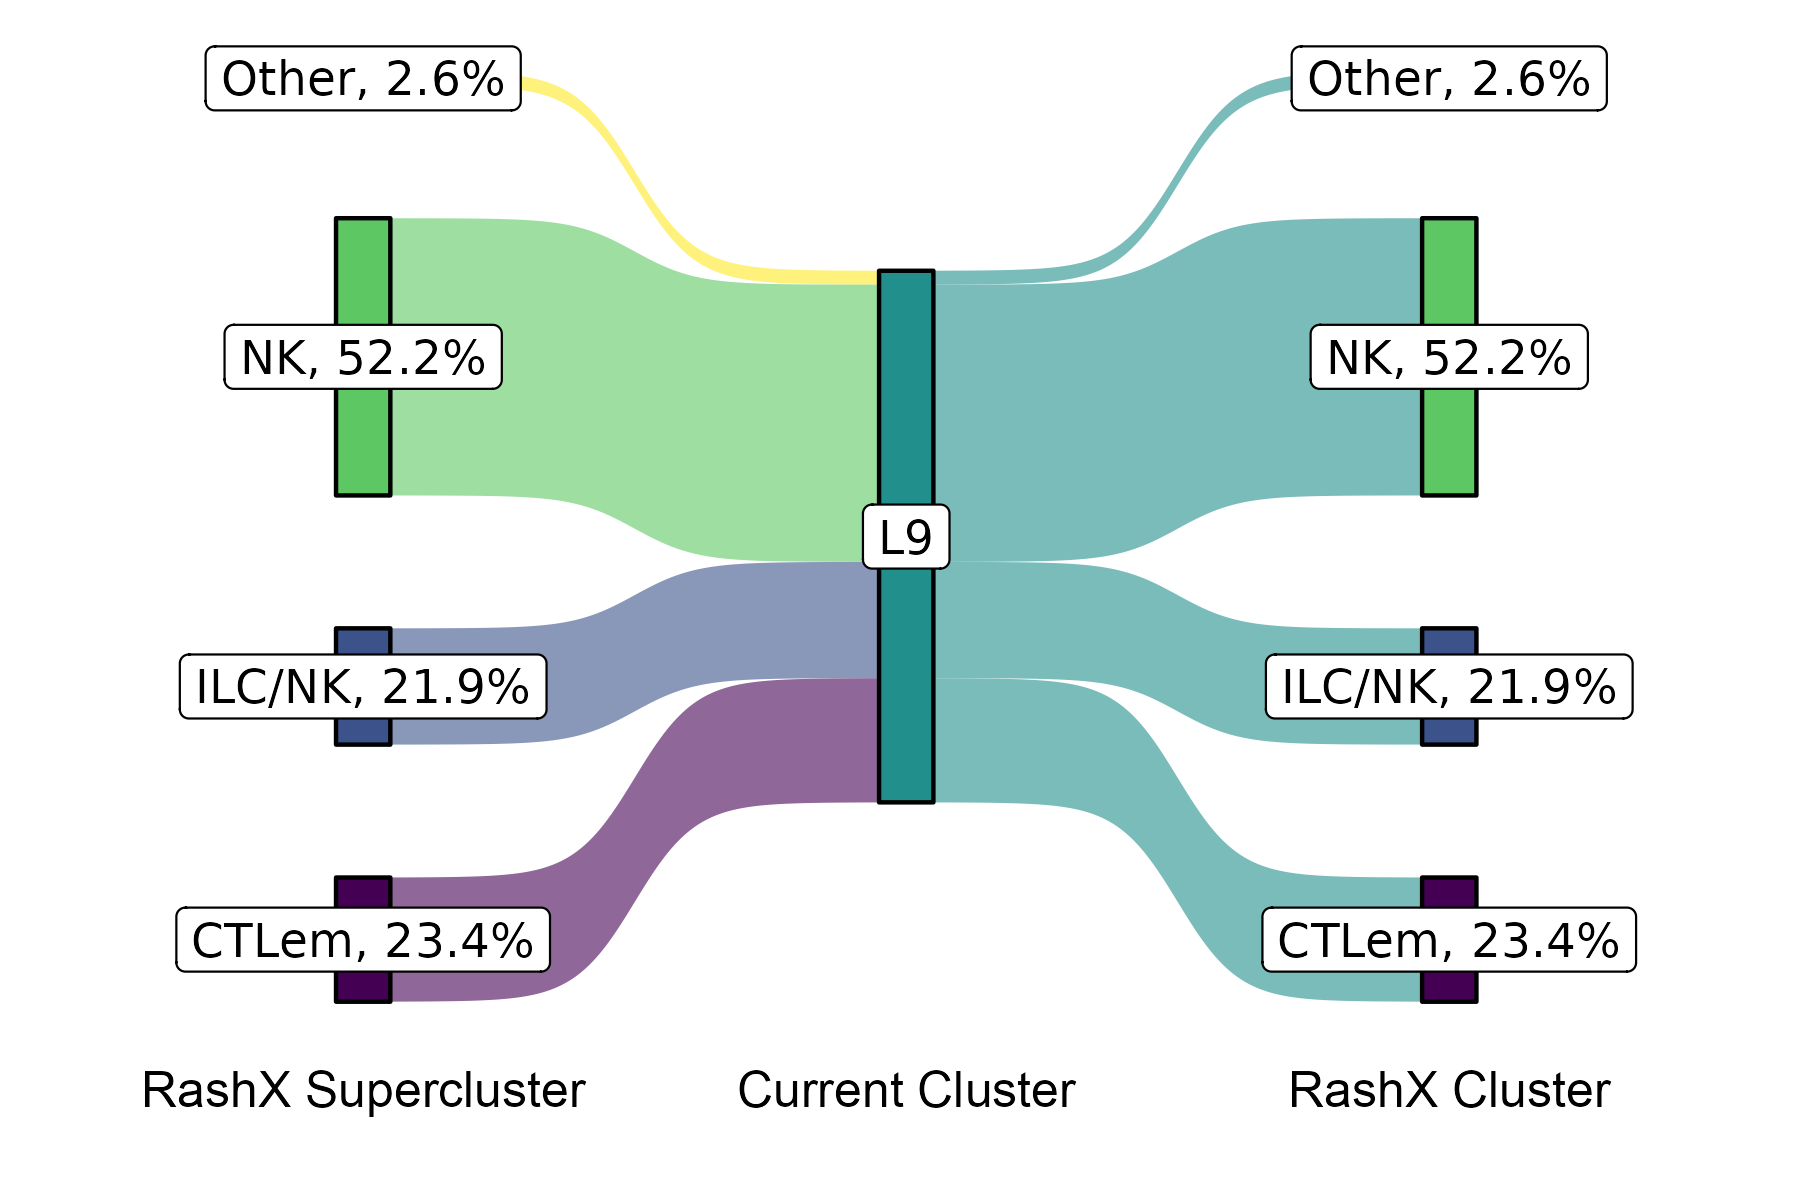 Other, 2.6%
Other, 2.6%
NK, 52.2%
NK, 52.2%
L9
ILC/NK, 21.9%
ILC/NK, 21.9%
CTLem, 23.4%
CTLem, 23.4%
RashX Supercluster
Current Cluster
RashX Cluster